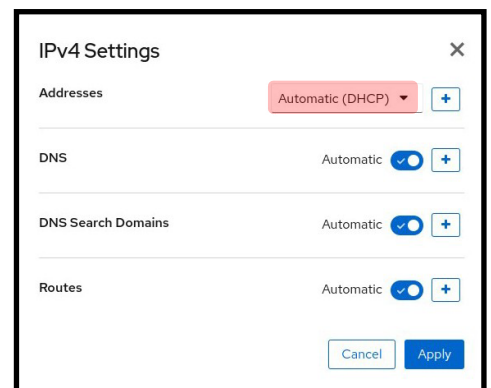 IPv4 Settings
Addresses Automatic (DHCP)
DNS Automatic
DNS Search Domains Automatic
Routes Automatic
Cancel Apply